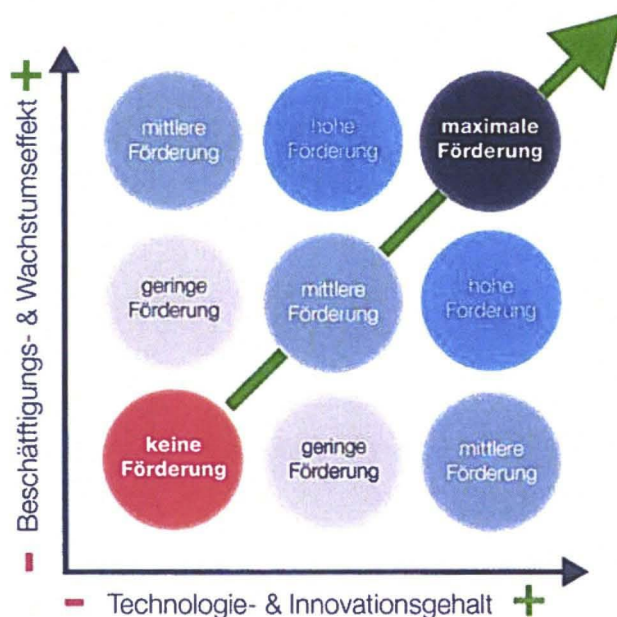 mittlere
Förderung
hohe
Förderung
maximale
Förderung
geringe
Förderung
mittlere
Förderung
hohe
Förderung
keine
Förderung
geringe
Förderung
mittlere
Förderung
- Beschätftigungs- & Wachstumseffekt +
- Technologie- & Innovationsgehalt +